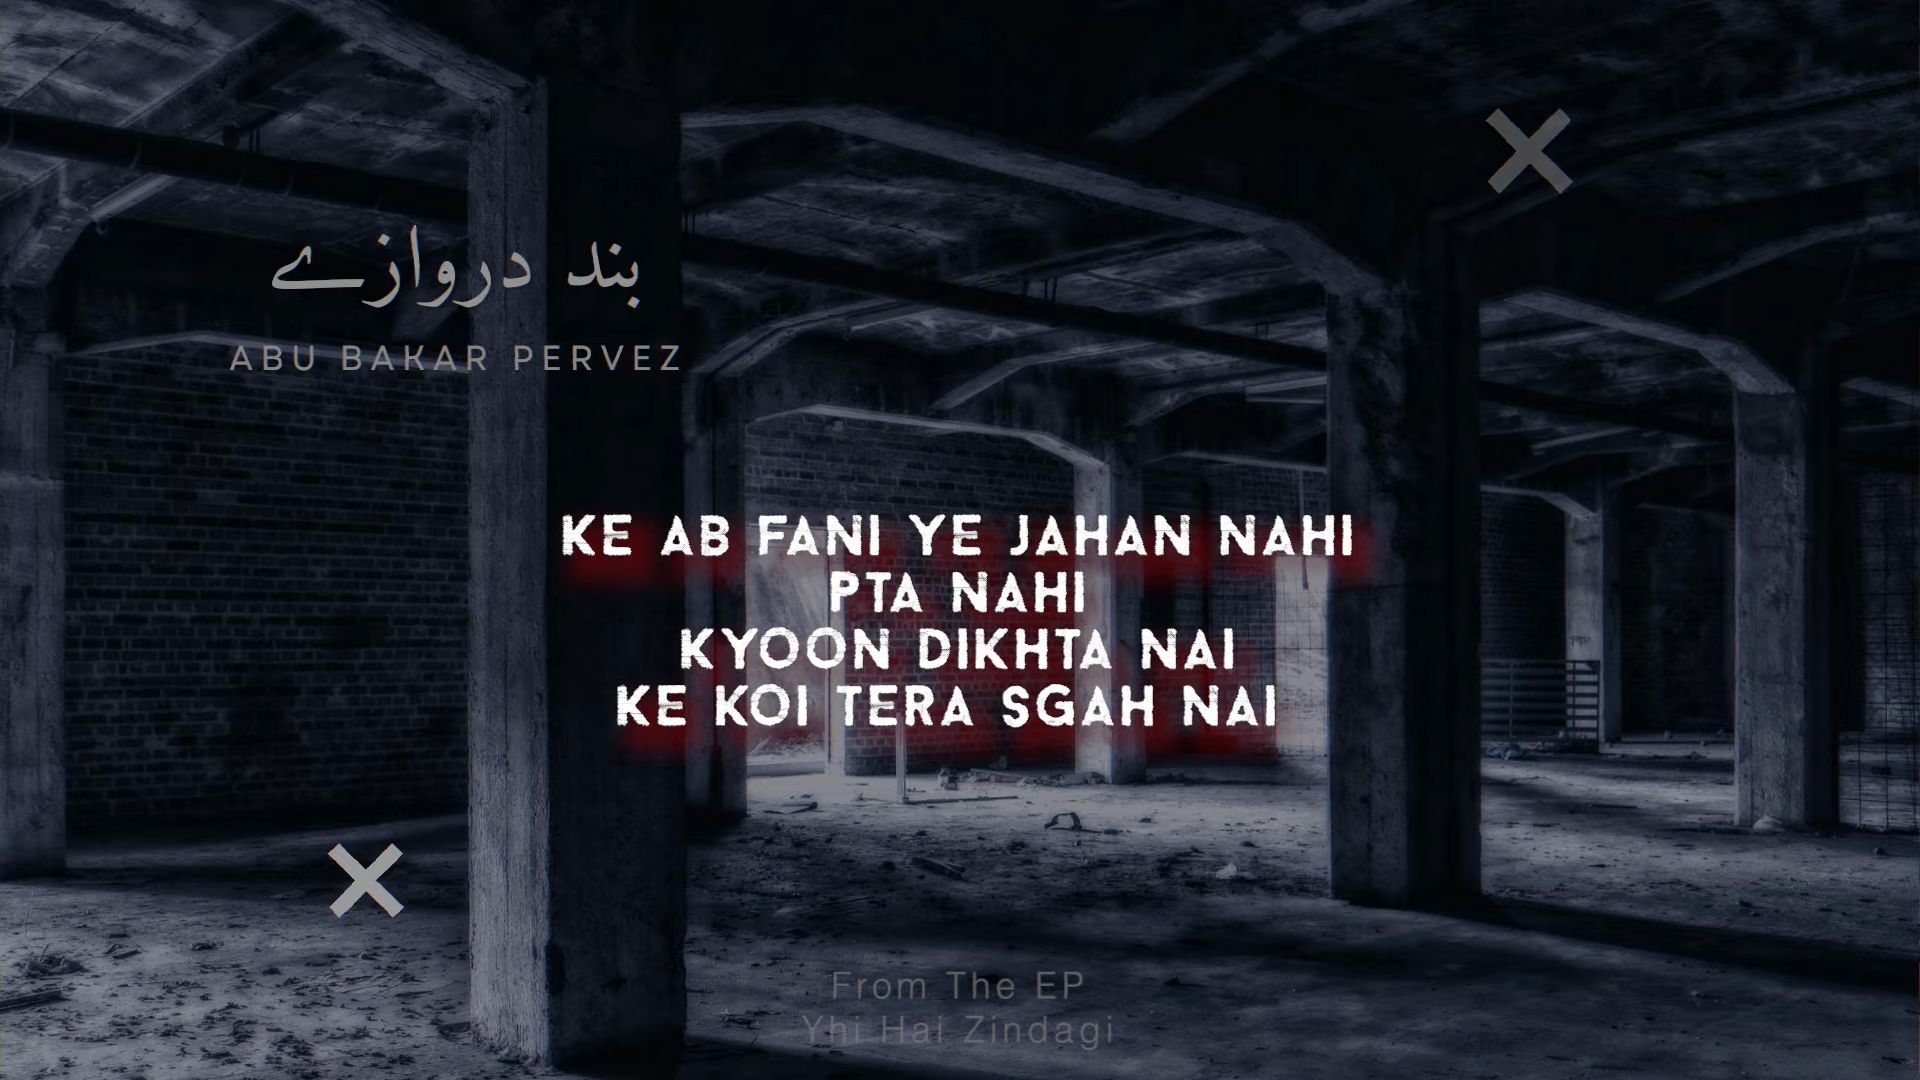 بند دروازے
ABU BAKAR PERVEZ
KE AB FANI YE JAHAN NAHI
PTA NAHI
KYOON DIKHTA NAI
KE KOI TERA SGAH NAI
From The EP
Yhi Hai Zindagi